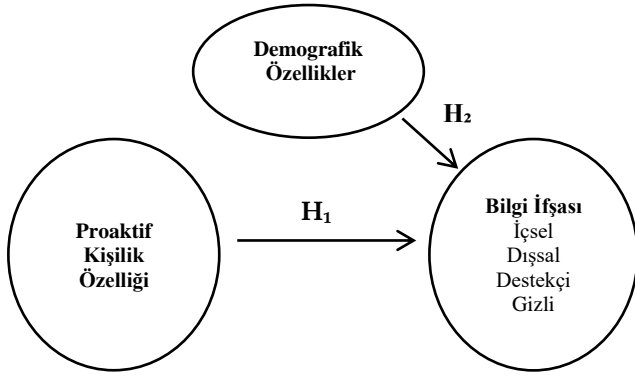 Demografik
Özellikler
H₂
H₁
Proaktif
Kişilik
Özelliği
Bilgi İfşası
İçsel
Dışsal
Destekçi
Gizli